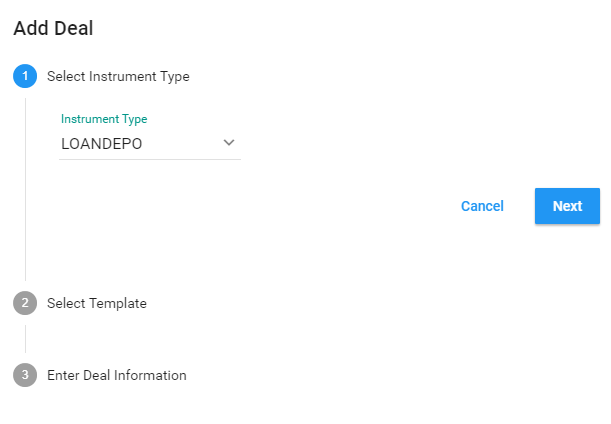 Add Deal
1 Select Instrument Type
Instrument Type
LOANDEPO
Cancel Next
2 Select Template
3 Enter Deal Information